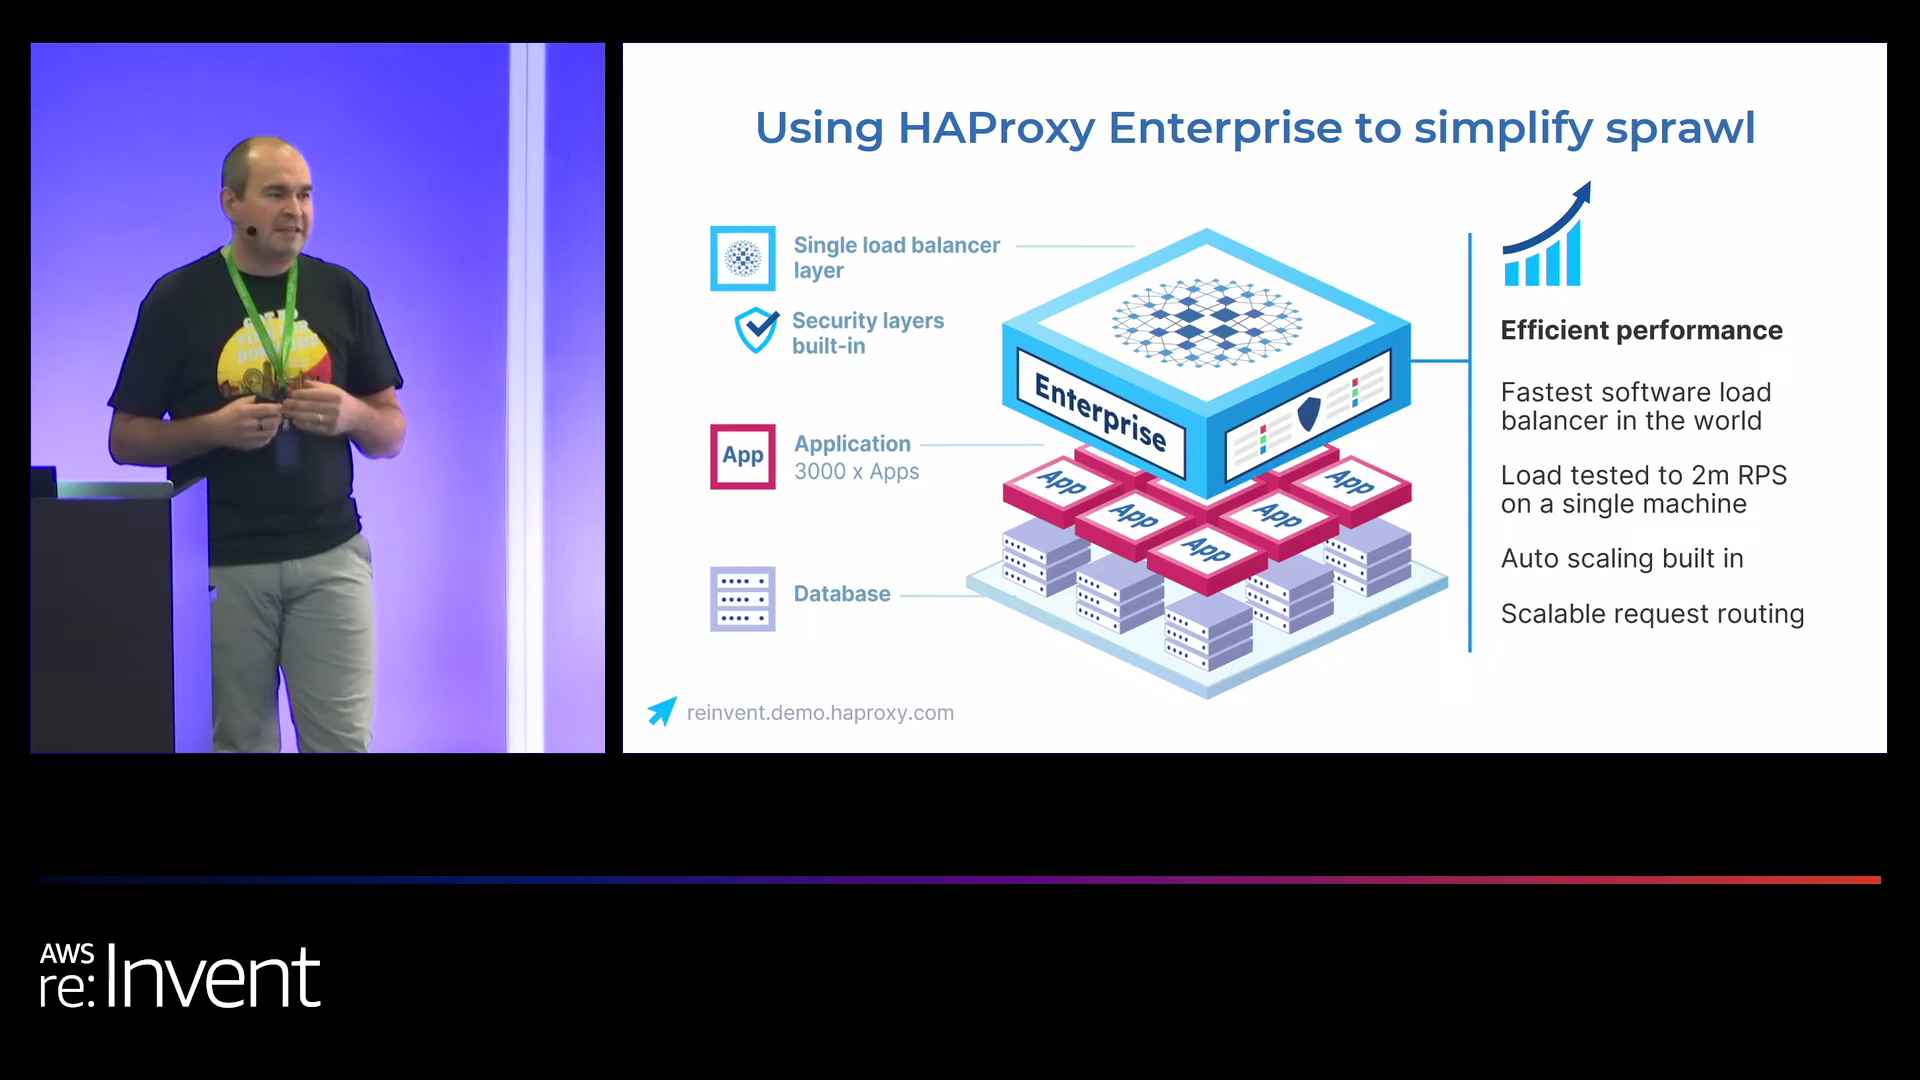 Using HAProxy Enterprise to simplify sprawl
Single load balancer
layer
Security layers
built-in
App
Application
3000 x Apps
Database
Enterprise
App
App
App
App
App
Efficient performance
Fastest software load
balancer in the world
Load tested to 2m RPS
on a single machine
Auto scaling built in
Scalable request routing
reinvent.demo.haproxy.com
AWS
re:Invent